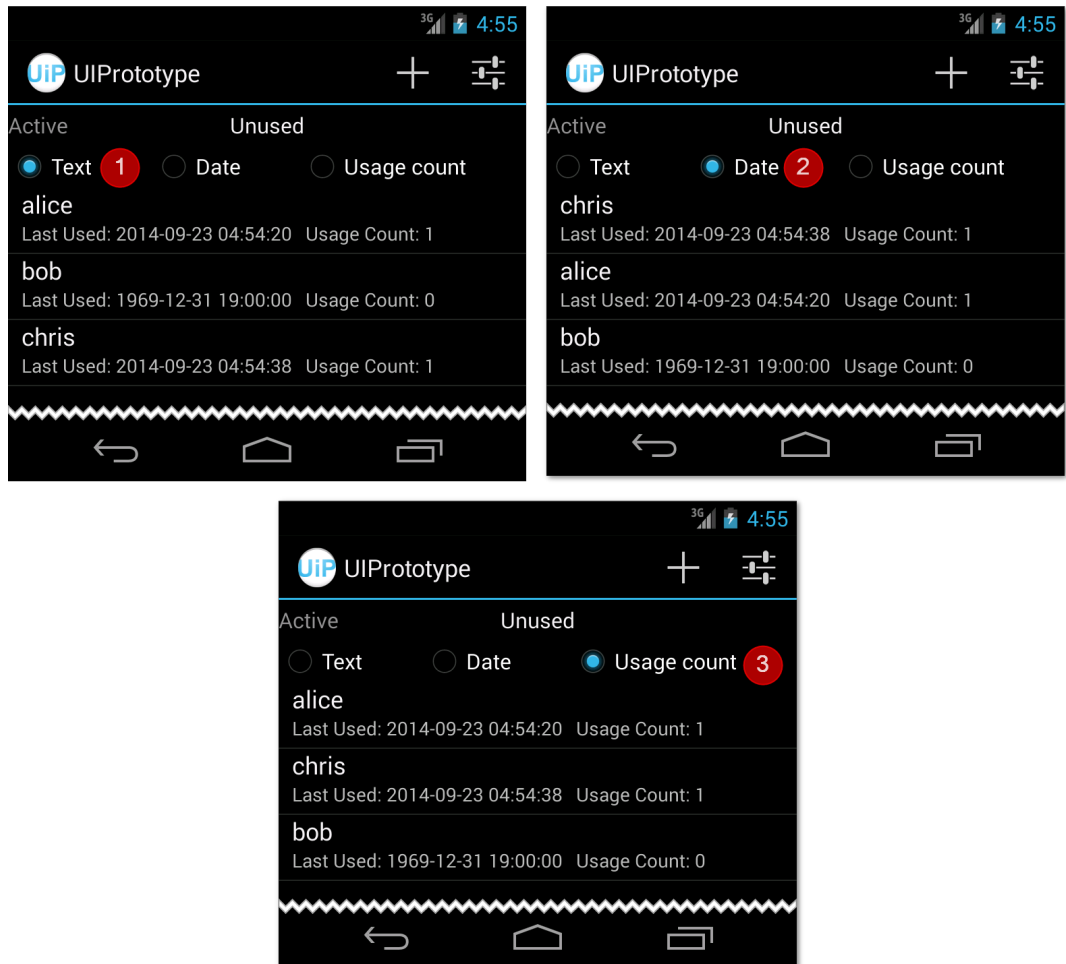 3G 4:55
UiP UIPrototype
Active Unused
Text 1 Date Usage count
alice
Last Used: 2014-09-23 04:54:20 Usage Count: 1
bob
Last Used: 1969-12-31 19:00:00 Usage Count: 0
chris
Last Used: 2014-09-23 04:54:38 Usage Count: 1
3G 4:55
UiP UIPrototype
Active Unused
Text Date 2 Usage count
chris
Last Used: 2014-09-23 04:54:38 Usage Count: 1
alice
Last Used: 2014-09-23 04:54:20 Usage Count: 1
bob
Last Used: 1969-12-31 19:00:00 Usage Count: 0
3G 4:55
UiP UIPrototype
Active Unused
Text Date Usage count 3
alice
Last Used: 2014-09-23 04:54:20 Usage Count: 1
chris
Last Used: 2014-09-23 04:54:38 Usage Count: 1
bob
Last Used: 1969-12-31 19:00:00 Usage Count: 0